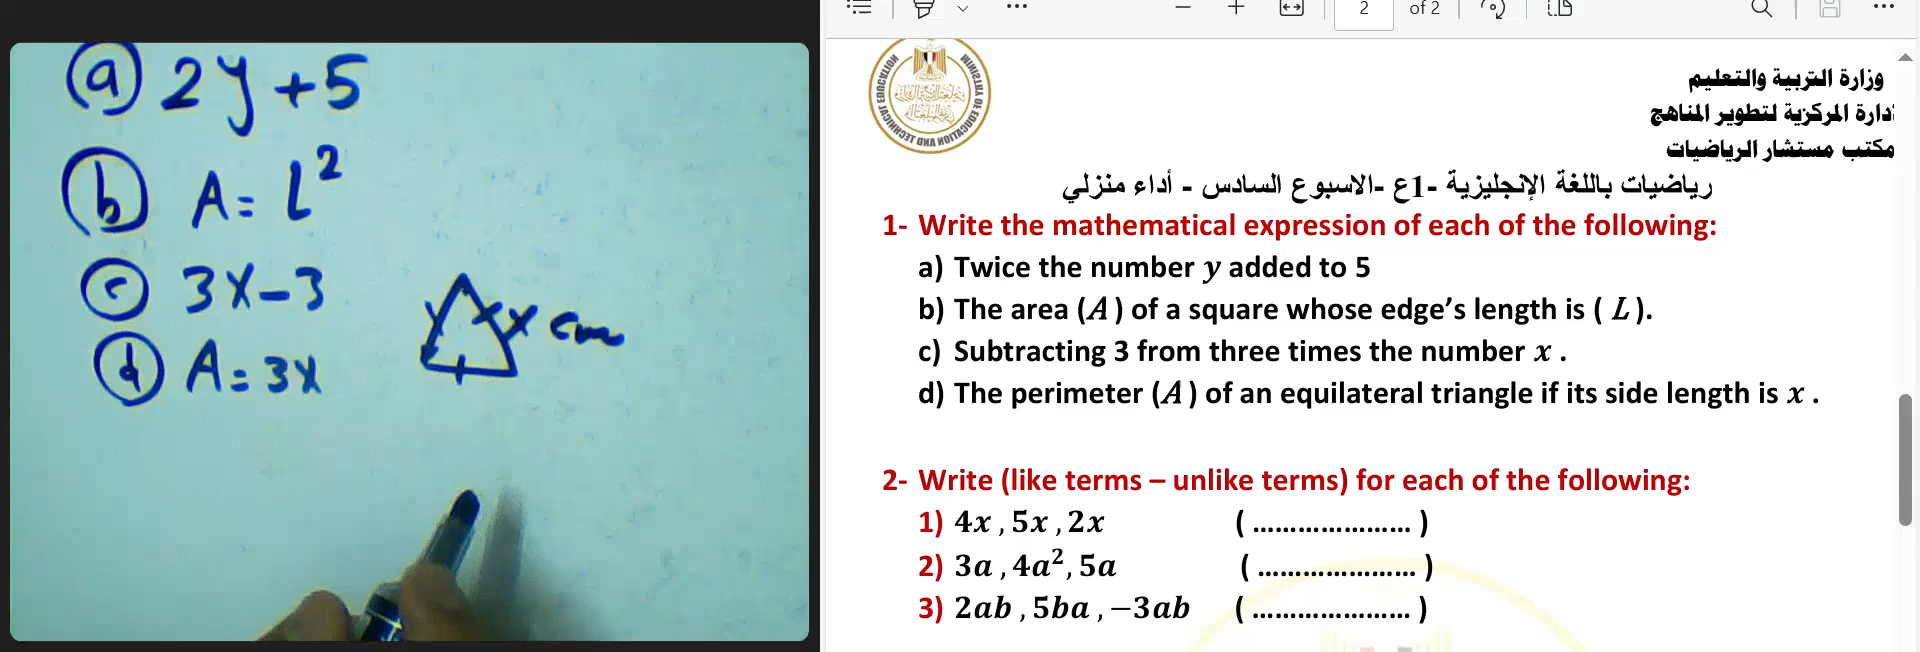 a 2y+5
b A = L²
c 3X-3
d A = 3X
X cm
2 of 2
وزارة التربية والتعليم
دارة المركزية لتطوير المناهج
مكتب مستشار الرياضيات
رياضيات باللغة الإنجليزية -1ع -الاسبوع السادس - أداء منزلي
1- Write the mathematical expression of each of the following:
a) Twice the number y added to 5
b) The area (A) of a square whose edge's length is ( L ).
c) Subtracting 3 from three times the number x .
d) The perimeter (A) of an equilateral triangle if its side length is x .
2- Write (like terms – unlike terms) for each of the following:
1) 4x , 5x , 2x ( ..................... )
2) 3a , 4a², 5a ( ..................... )
3) 2ab , 5ba , −3ab ( ..................... )